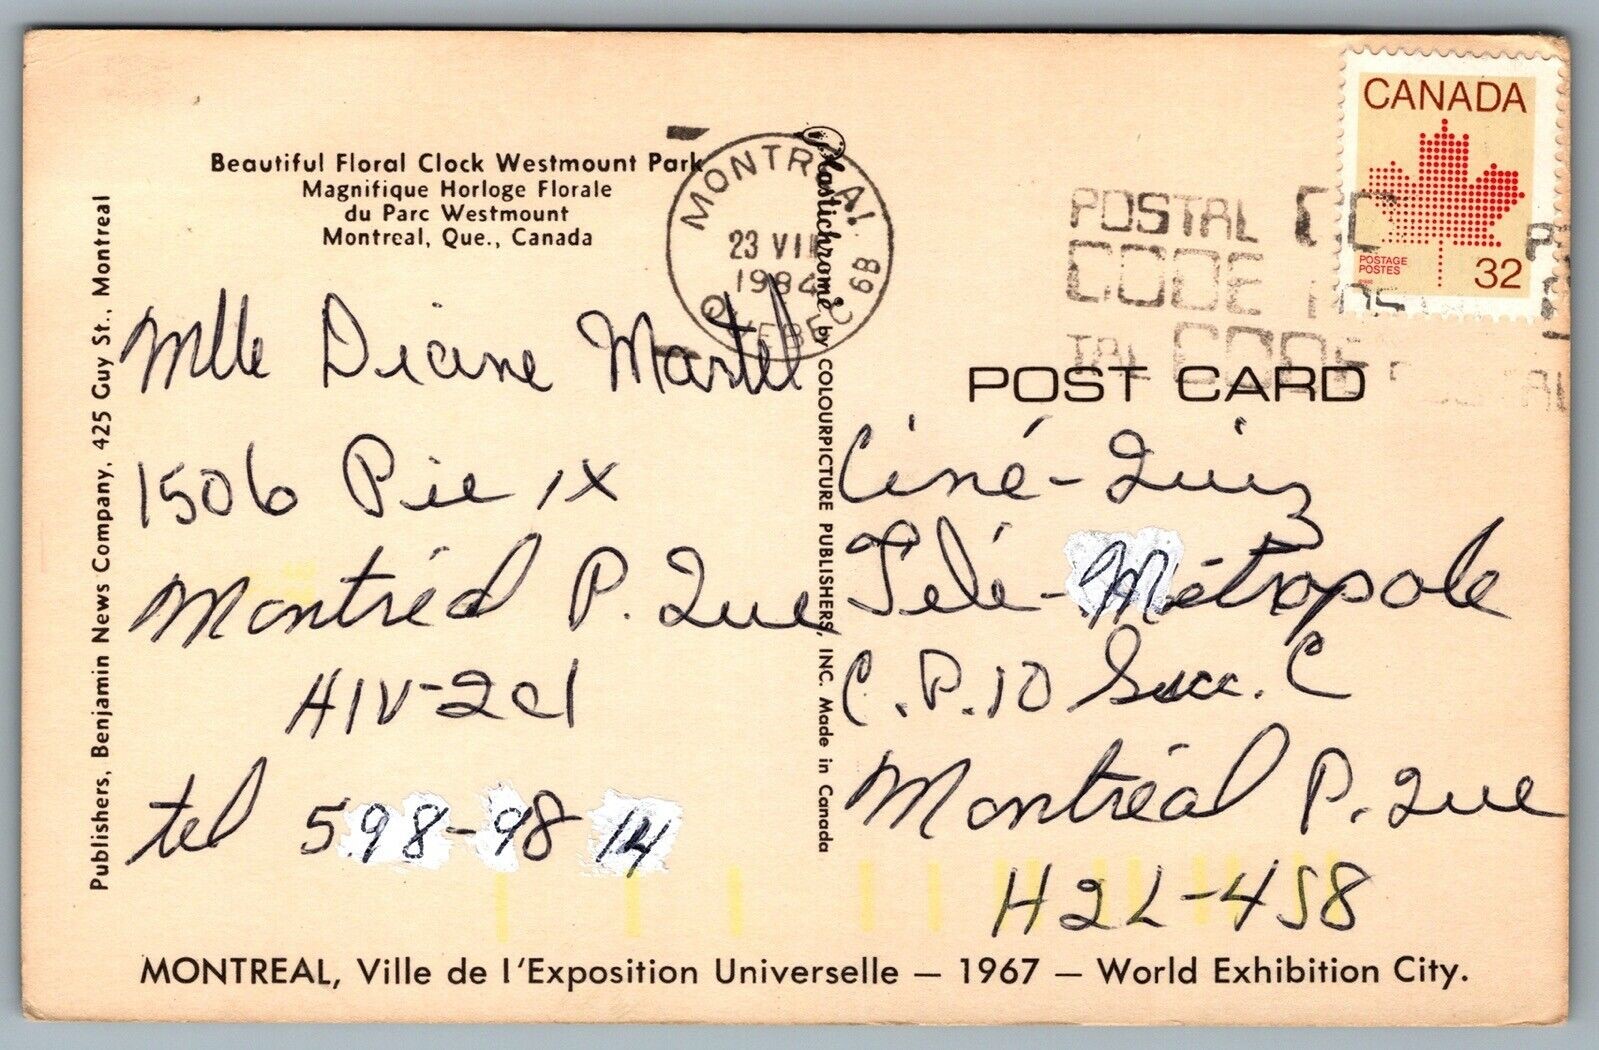 Beautiful Floral Clock Westmount Park
Magnifique Horloge Florale
du Parc Westmount
Montreal, Que., Canada
Publishers, Benjamin News Company, 425 Guy St., Montreal
Mlle Diane Martel
1506 Pie IX
Montréal P. Que
H1V-2C1
tel 598-98-14
MONTREAL
23 VII
1984
QUEBEC
6B
Plastichrome by COLOURPICTURE PUBLISHERS, INC. Made in Canada
POSTAL
CODE
CODE
CANADA
POSTAGE
POSTES
32
POST CARD
Ciné-Quiz
Télé-Métropole
C.P. 10 Succ. C
Montréal P. Que
H2L-4S8
MONTREAL, Ville de l'Exposition Universelle — 1967 — World Exhibition City.